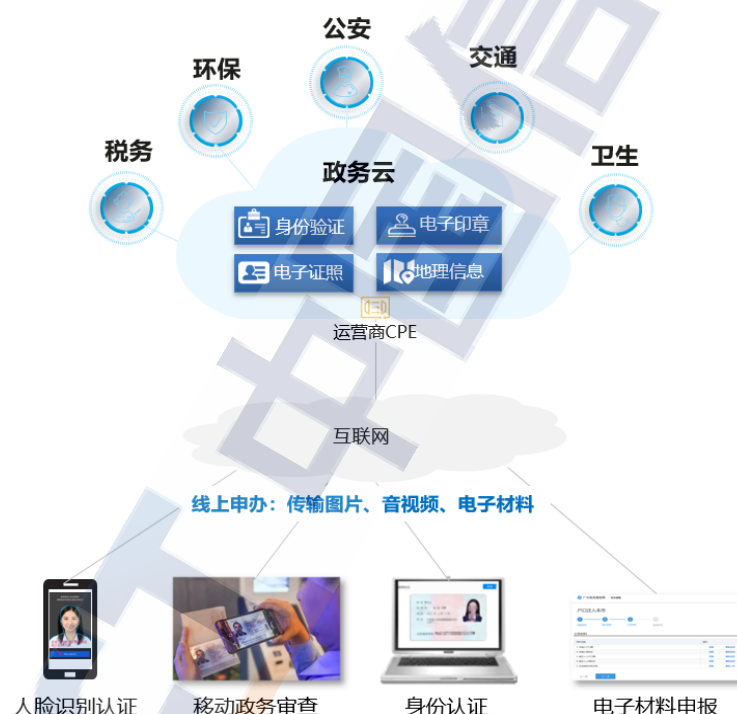 公安
环保
交通
税务
卫生
政务云
身份验证
电子印章
电子证照
地理信息
运营商CPE
互联网
线上申办：传输图片、音视频、电子材料
人脸识别认证
移动政务审查
身份认证
电子材料申报